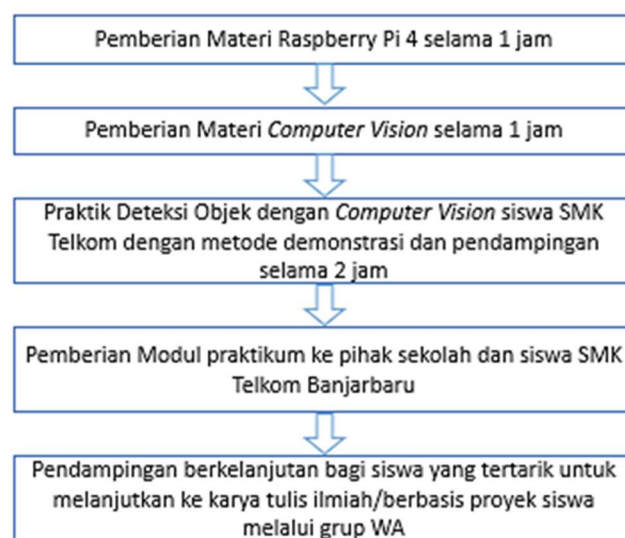 Pemberian Materi Raspberry Pi 4 selama 1 jam
Pemberian Materi Computer Vision selama 1 jam
Praktik Deteksi Objek dengan Computer Vision siswa SMK
Telkom dengan metode demonstrasi dan pendampingan
selama 2 jam
Pemberian Modul praktikum ke pihak sekolah dan siswa SMK
Telkom Banjarbaru
Pendampingan berkelanjutan bagi siswa yang tertarik untuk
melanjutkan ke karya tulis ilmiah/berbasis proyek siswa
melalui grup WA